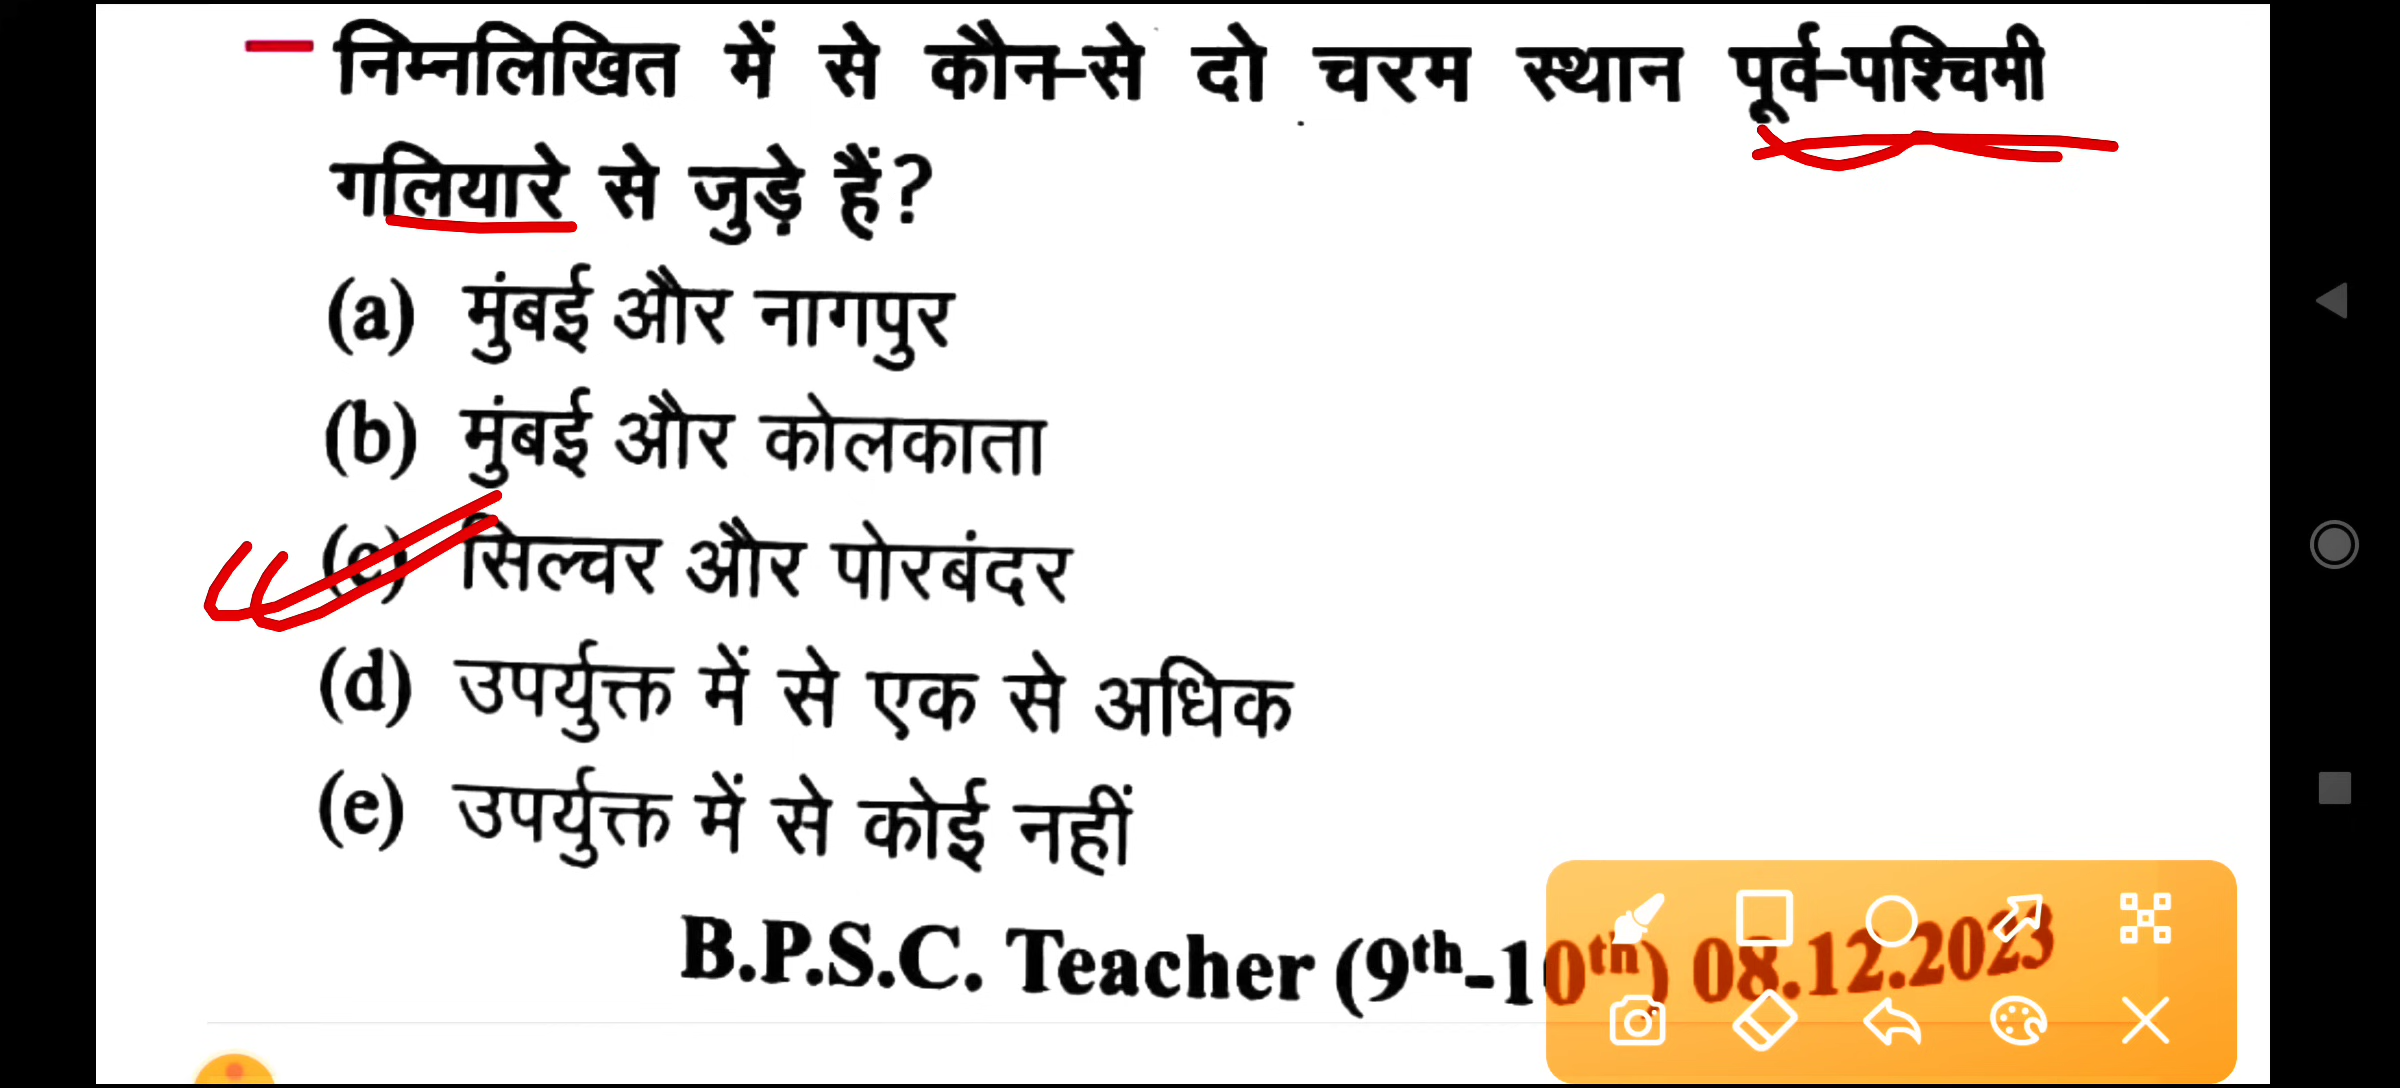 निम्नलिखित में से कौन-से दो चरम स्थान पूर्व-पश्चिमी
गलियारे से जुड़े हैं?
(a) मुंबई और नागपुर
(b) मुंबई और कोलकाता
(c) सिल्चर और पोरबंदर
(d) उपर्युक्त में से एक से अधिक
(e) उपर्युक्त में से कोई नहीं
B.P.S.C. Teacher (9th-10th) 08.12.2023